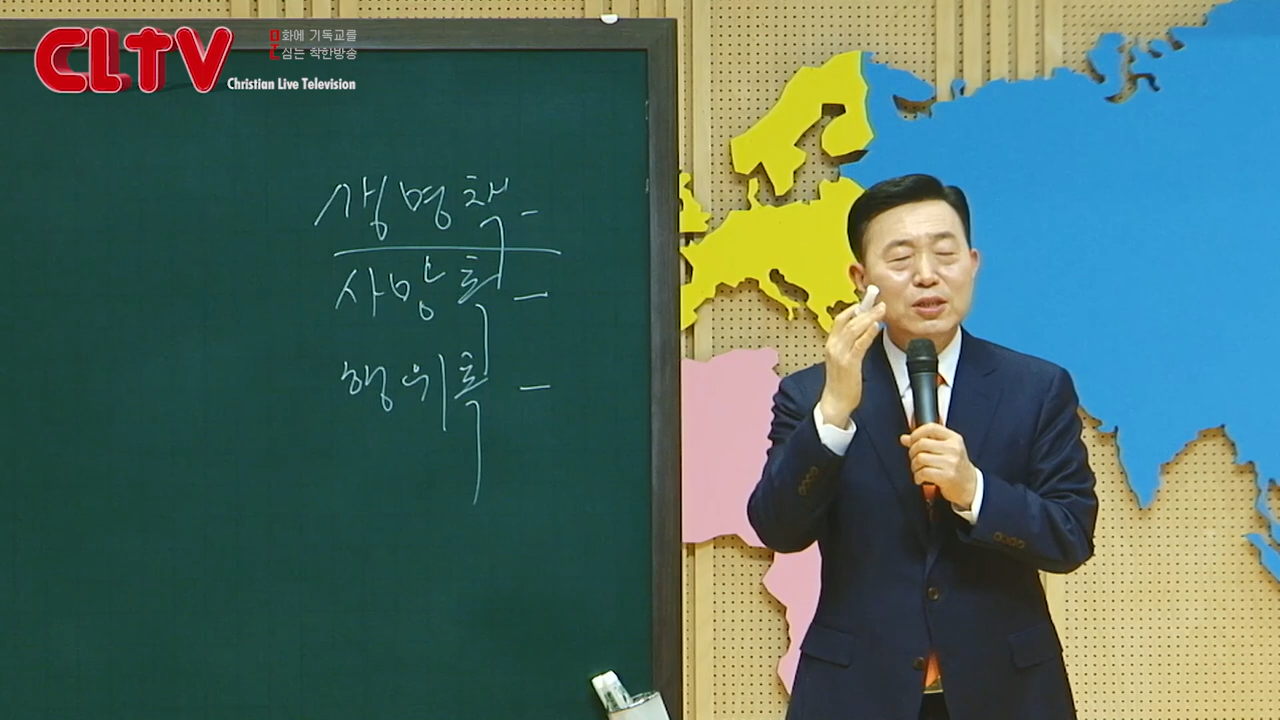 CLTV
문화에 기독교를
심는 착한방송
Christian Live Television
생명책 -
사망책 -
행위책 -